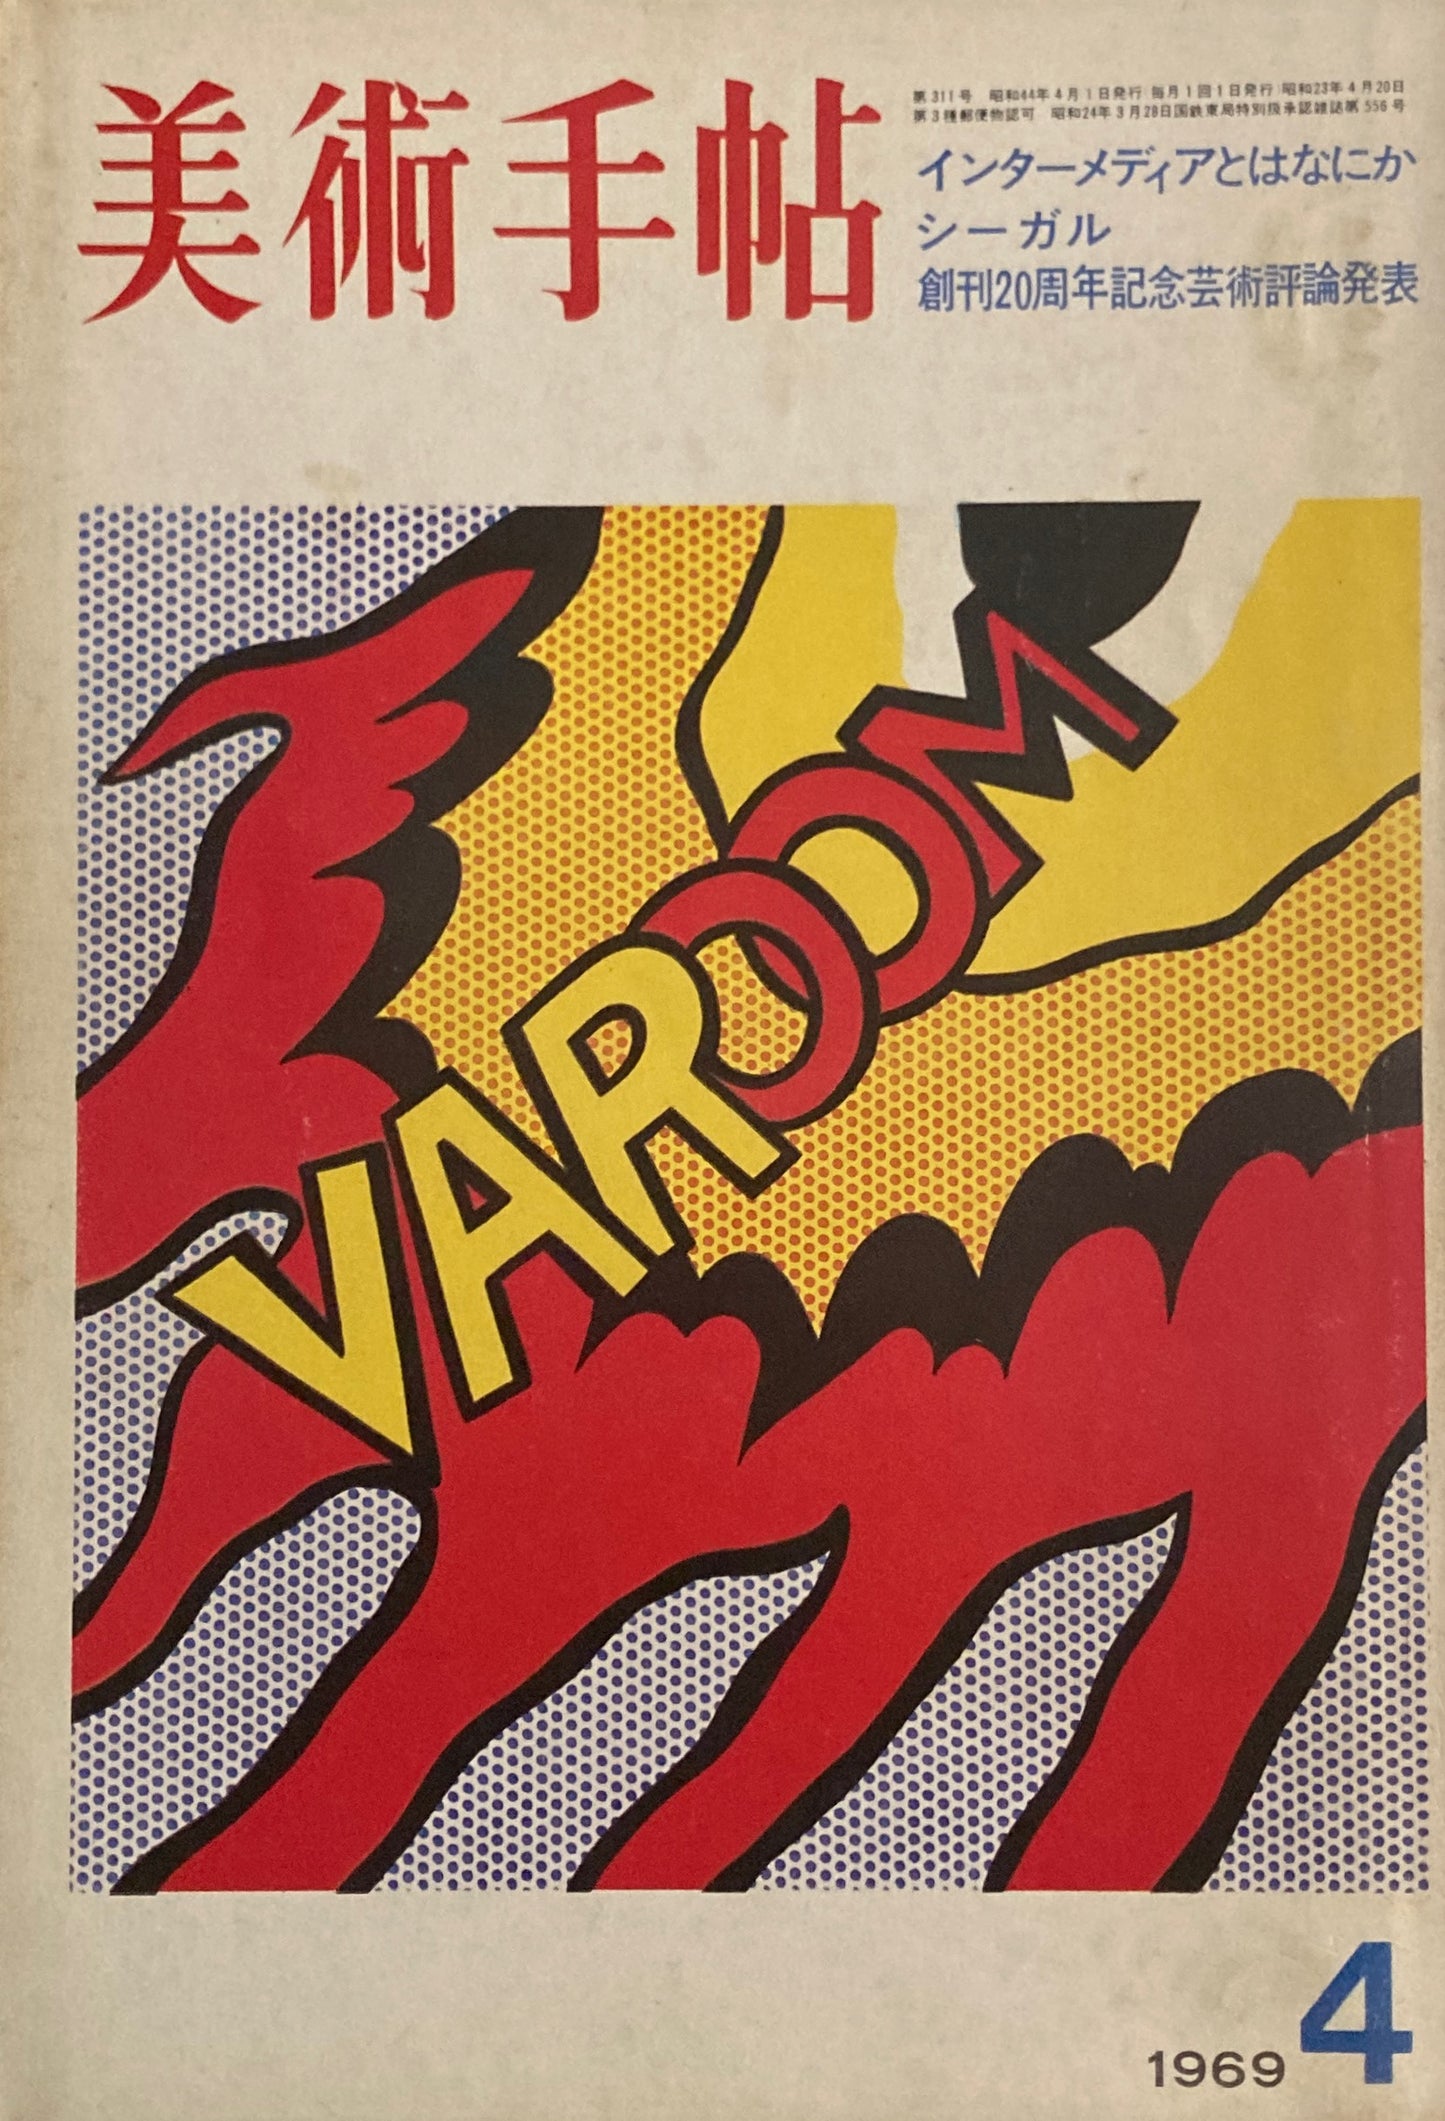 美術手帖
第311号 昭和44年4月1日発行(毎月1回1日発行)昭和23年4月20日
第3種郵便物認可 昭和24年3月28日国鉄東局特別扱承認雑誌第556号
インターメディアとはなにか
シーガル
創刊20周年記念芸術評論発表
VAROOM
1969 4